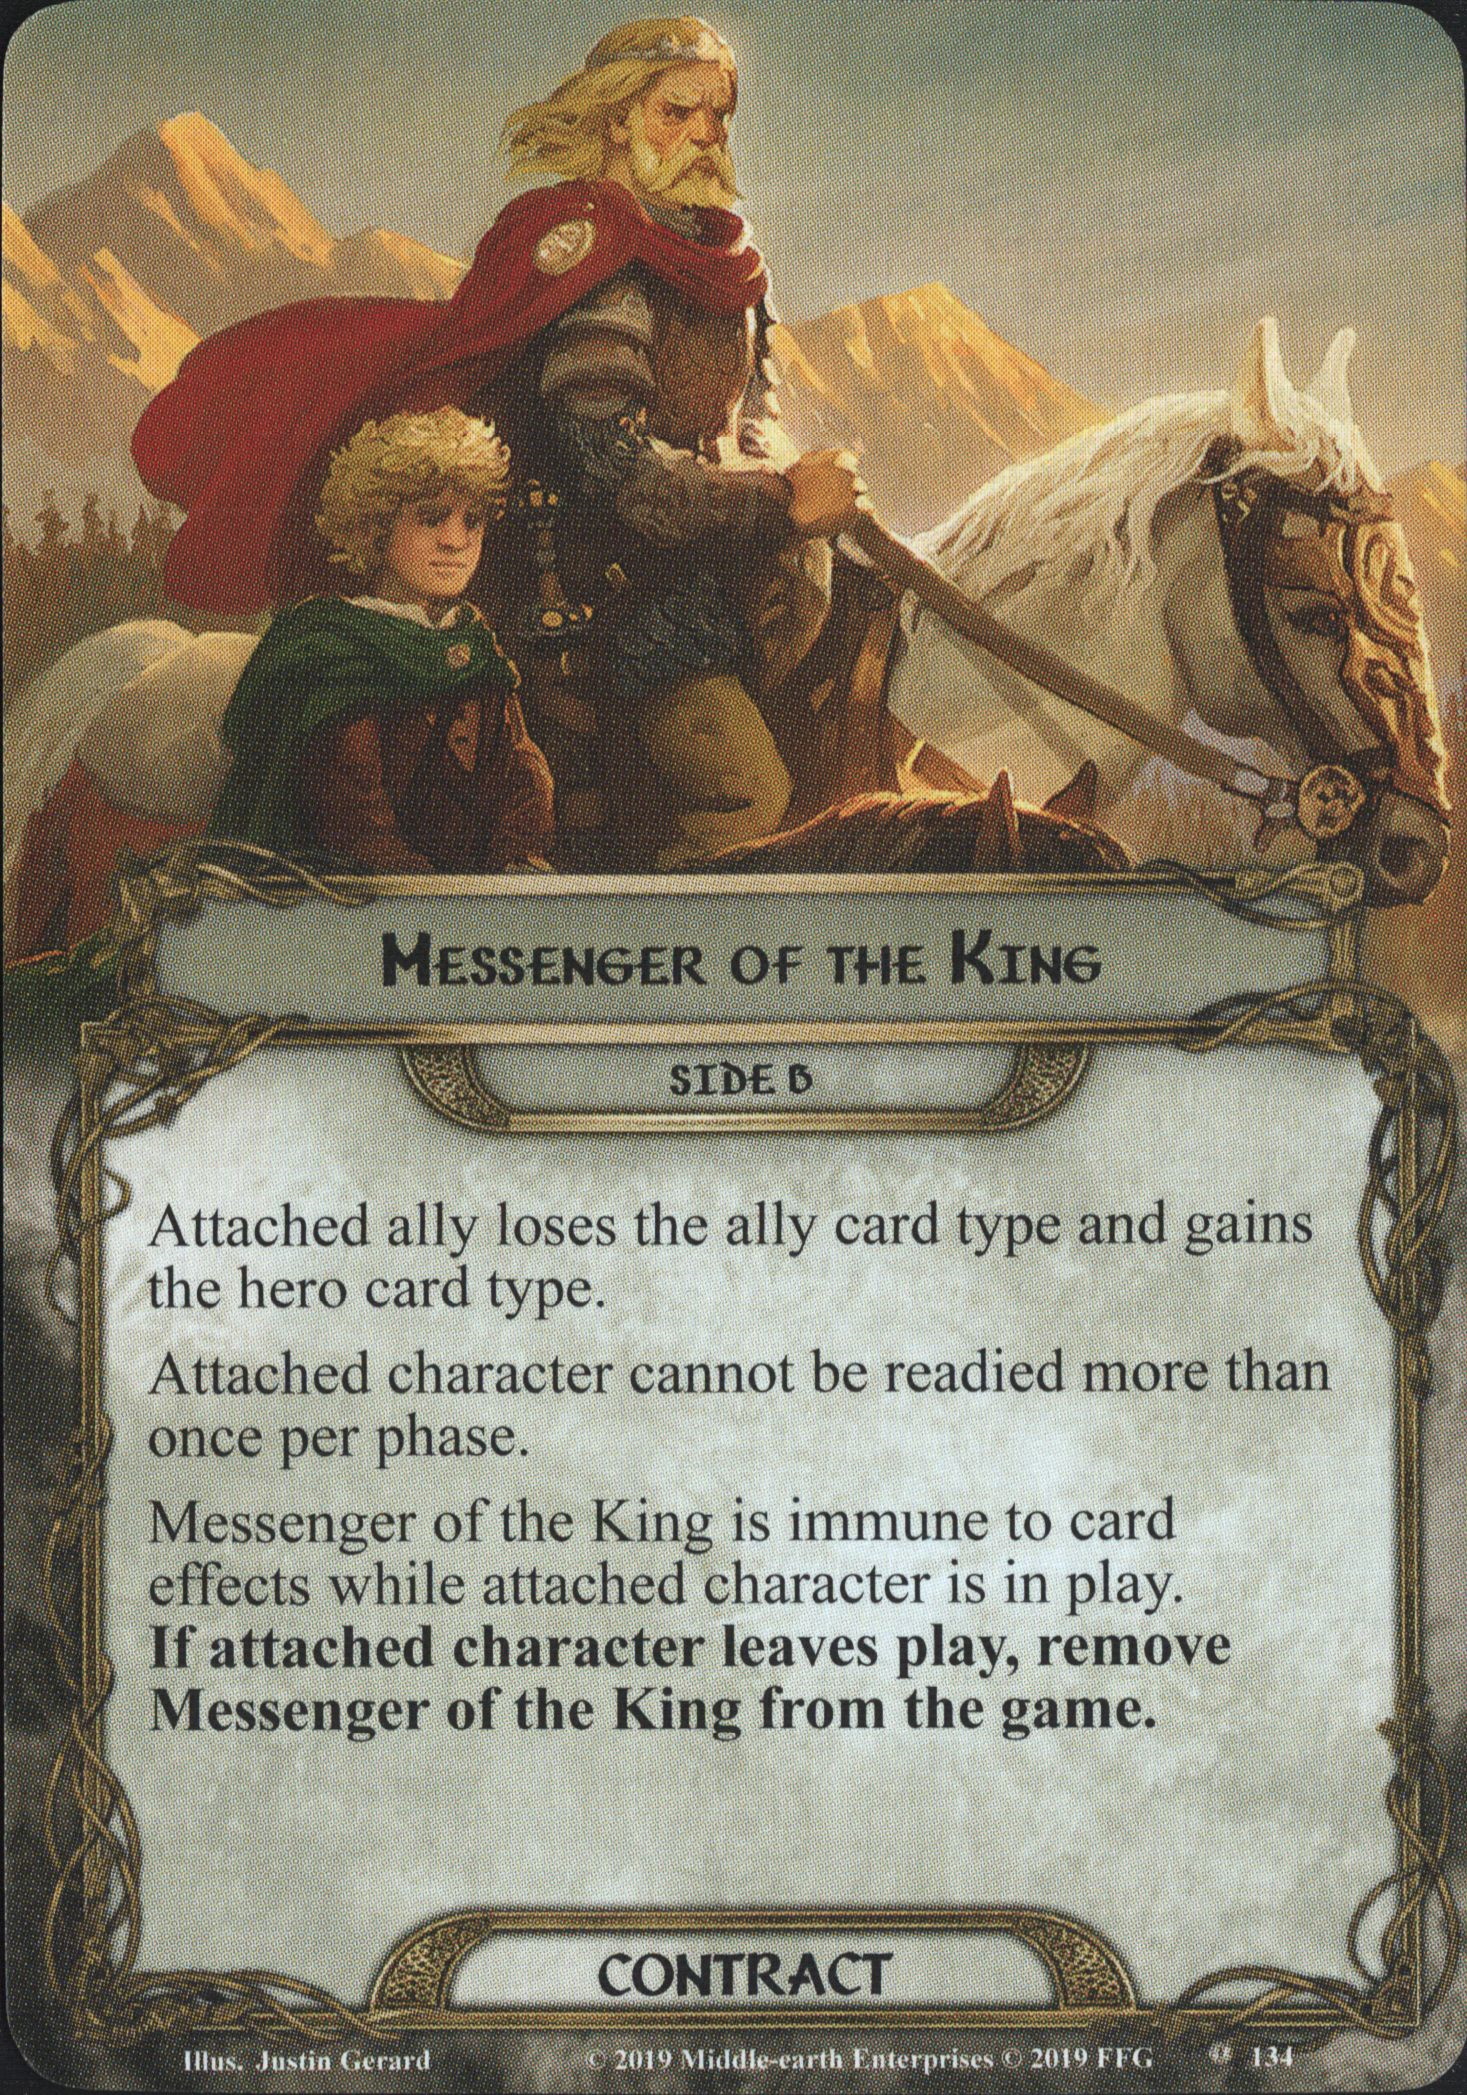 Messenger of the King
SIDE B
Attached ally loses the ally card type and gains
the hero card type.
Attached character cannot be readied more than
once per phase.
Messenger of the King is immune to card
effects while attached character is in play.
If attached character leaves play, remove
Messenger of the King from the game.
CONTRACT
Illus. Justin Gerard
© 2019 Middle-earth Enterprises © 2019 FFG
134